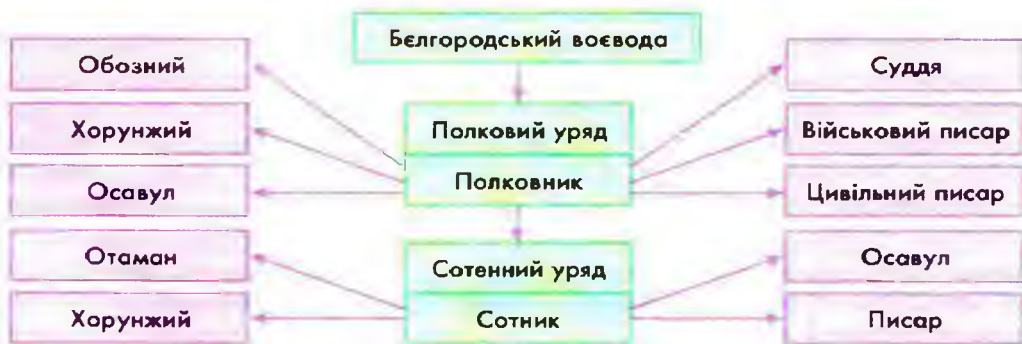 Бєлгородський воєвода
Обозний
Суддя
Полковий уряд
Хорунжий
Військовий писар
Полковник
Осавул
Цивільний писар
Сотенний уряд
Отаман
Осавул
Сотник
Хорунжий
Писар